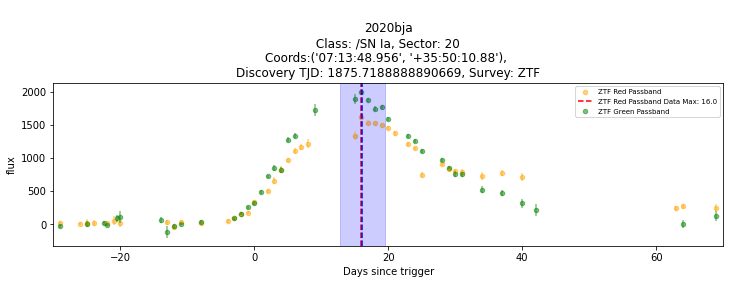 2020bja
Class: /SN Ia, Sector: 20
Coords:('07:13:48.956', '+35:50:10.88'),
Discovery TJD: 1875.7188888890669, Survey: ZTF
ZTF Red Passband
ZTF Red Passband Data Max: 16.0
ZTF Green Passband
flux
2000
1500
1000
500
0
−20
0
20
40
60
Days since trigger